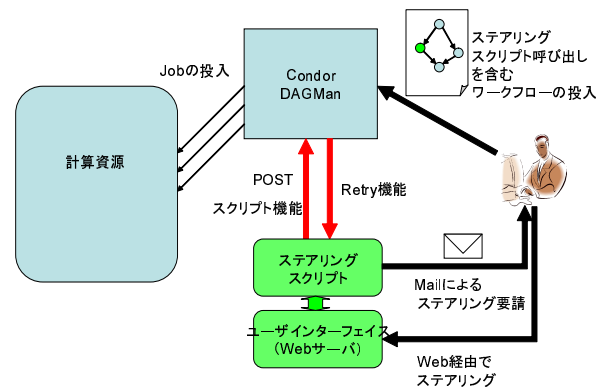 ステアリング
スクリプト呼び出し
を含む
ワークフローの投入
Jobの投入
Condor
DAGMan
計算資源
POST
スクリプト機能
Retry機能
ステアリング
スクリプト
Mailによる
ステアリング要請
ユーザインターフェイス
(Webサーバ)
Web経由で
ステアリング